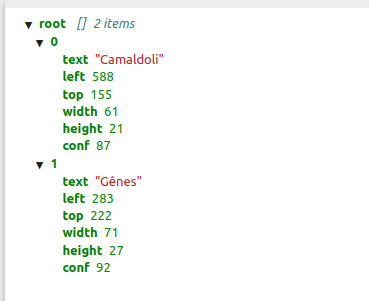 root [] 2 items
0
text "Camaldoli"
left 588
top 155
width 61
height 21
conf 87
1
text "Gênes"
left 283
top 222
width 71
height 27
conf 92